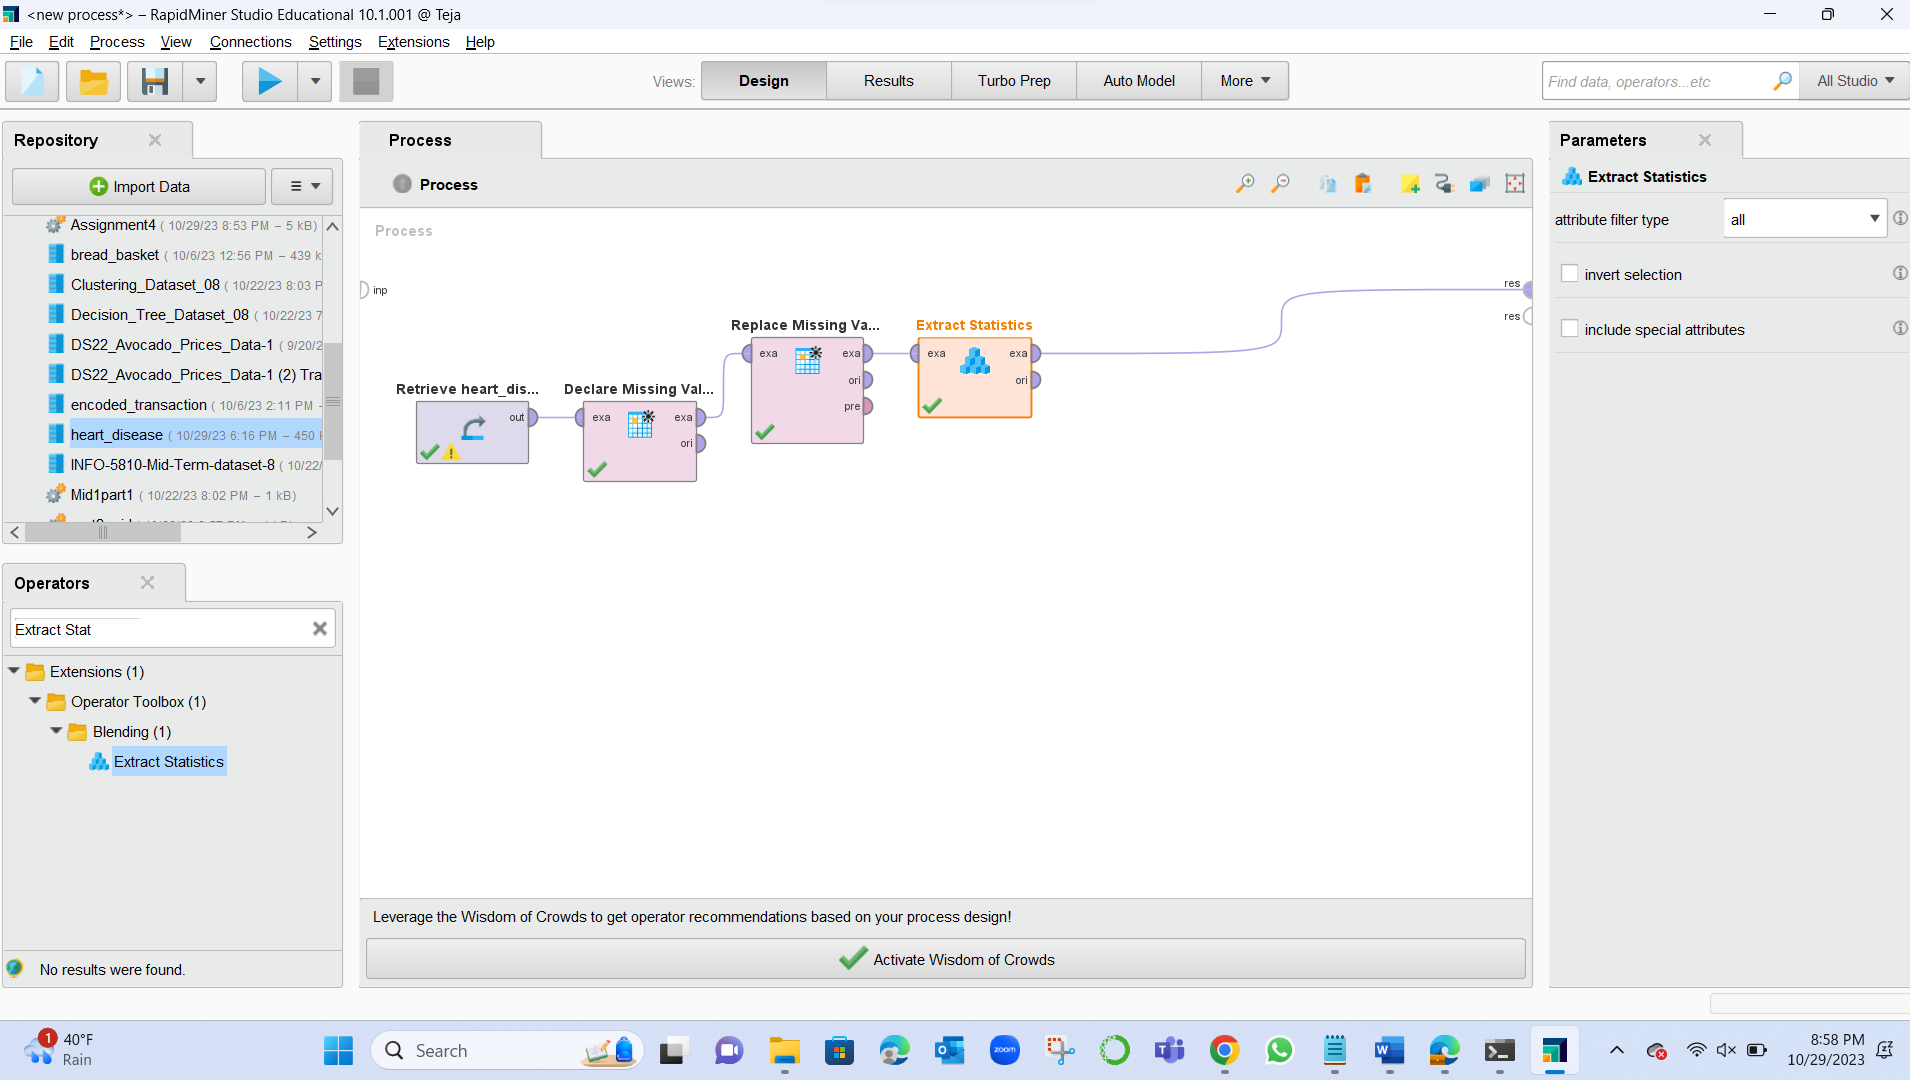 <new process*> – RapidMiner Studio Educational 10.1.001 @ Teja
File Edit Process View Connections Settings Extensions Help
Views: Design Results Turbo Prep Auto Model More
Find data, operators...etc
All Studio
Repository
Import Data
Assignment4 ( 10/29/23 8:53 PM – 5 kB)
bread_basket ( 10/6/23 12:56 PM – 439 k
Clustering_Dataset_08 ( 10/22/23 8:03 P
Decision_Tree_Dataset_08 ( 10/22/23 7
DS22_Avocado_Prices_Data-1 ( 9/20/2
DS22_Avocado_Prices_Data-1 (2) Tra
encoded_transaction ( 10/6/23 2:11 PM -
heart_disease ( 10/29/23 6:16 PM – 450
INFO-5810-Mid-Term-dataset-8 ( 10/22/
Mid1part1 ( 10/22/23 8:02 PM – 1 kB)
Operators
Extract Stat
Extensions (1)
Operator Toolbox (1)
Blending (1)
Extract Statistics
No results were found.
Process
Process
Process
inp
Retrieve heart_dis...
out
Declare Missing Val...
exa exa
ori
Replace Missing Va...
exa exa
ori
pre
Extract Statistics
exa exa
ori
res
res
Leverage the Wisdom of Crowds to get operator recommendations based on your process design!
Activate Wisdom of Crowds
Parameters
Extract Statistics
attribute filter type all
invert selection
include special attributes
1
40°F
Rain
Search
zoom
8:58 PM
10/29/2023